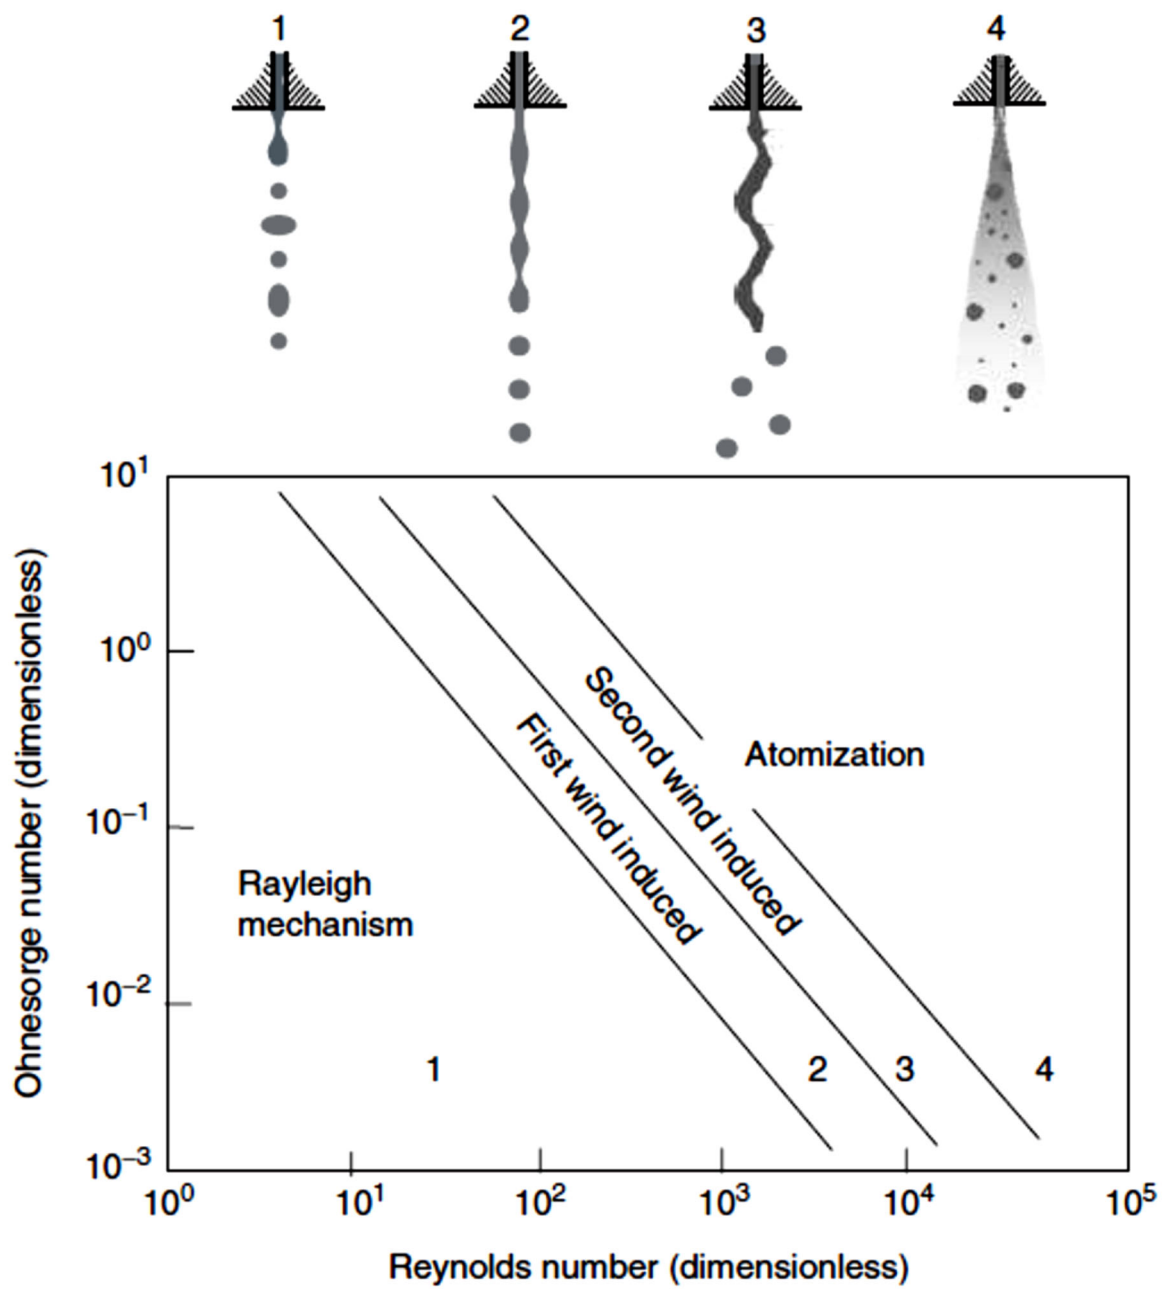 1 2 3 4
10¹
10⁰
10⁻¹
10⁻²
10⁻³
Ohnesorge number (dimensionless)
Second wind induced
First wind induced
Atomization
Rayleigh
mechanism
1 2 3 4
10⁰ 10¹ 10² 10³ 10⁴ 10⁵
Reynolds number (dimensionless)